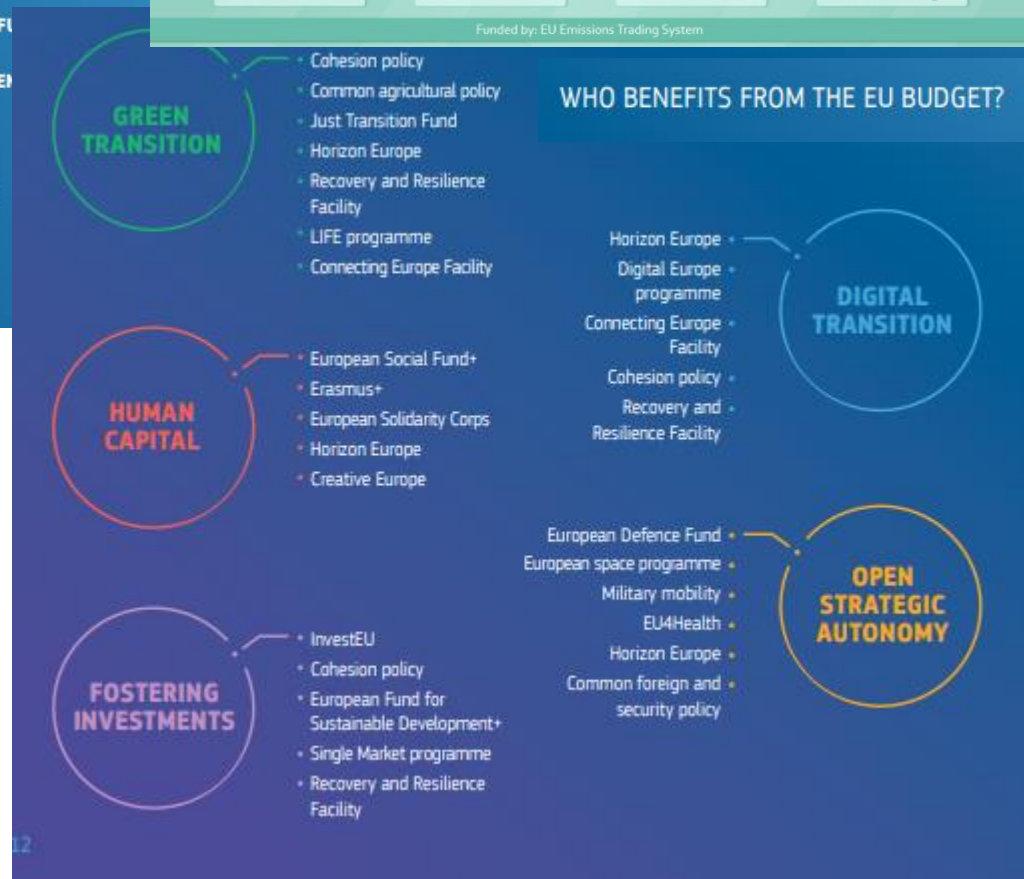 Funded by: EU Emissions Trading System
WHO BENEFITS FROM THE EU BUDGET?
GREEN
TRANSITION
Cohesion policy
Common agricultural policy
Just Transition Fund
Horizon Europe
Recovery and Resilience
Facility
LIFE programme
Connecting Europe Facility
Horizon Europe
Digital Europe
programme
Connecting Europe
Facility
Cohesion policy
Recovery and
Resilience Facility
DIGITAL
TRANSITION
HUMAN
CAPITAL
European Social Fund+
Erasmus+
European Solidarity Corps
Horizon Europe
Creative Europe
European Defence Fund
European space programme
Military mobility
EU4Health
Horizon Europe
Common foreign and
security policy
OPEN
STRATEGIC
AUTONOMY
FOSTERING
INVESTMENTS
InvestEU
Cohesion policy
European Fund for
Sustainable Development+
Single Market programme
Recovery and Resilience
Facility
12